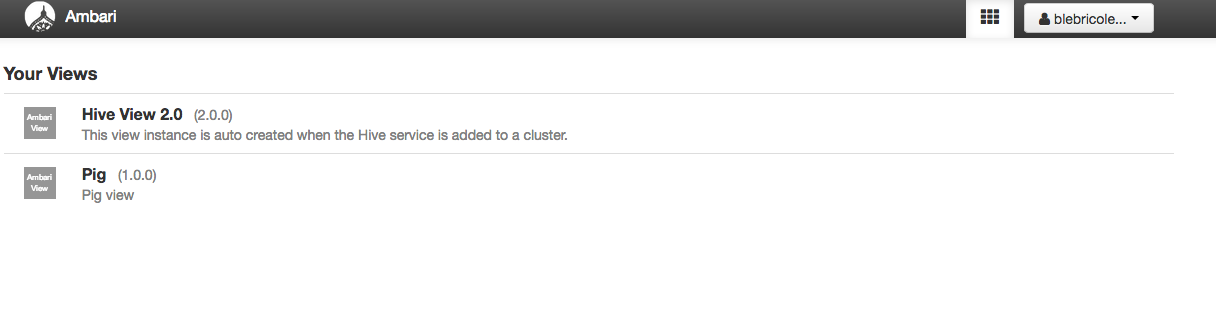 Ambari
blebricole...
Your Views
Ambari
View
Hive View 2.0 (2.0.0)
This view instance is auto created when the Hive service is added to a cluster.
Ambari
View
Pig (1.0.0)
Pig view